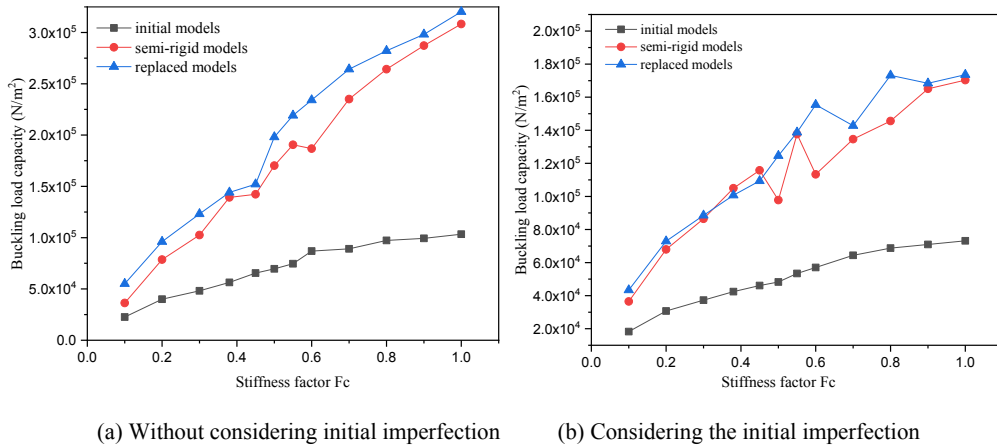 initial models
semi-rigid models
replaced models
3.0x10⁵
2.5x10⁵
2.0x10⁵
1.5x10⁵
1.0x10⁵
5.0x10⁴
0.0
Buckling load capacity (N/m²)
0.0 0.2 0.4 0.6 0.8 1.0
Stiffness factor Fc
(a) Without considering initial imperfection
initial models
semi-rigid models
replaced models
2.0x10⁵
1.8x10⁵
1.6x10⁵
1.4x10⁵
1.2x10⁵
1.0x10⁵
8.0x10⁴
6.0x10⁴
4.0x10⁴
2.0x10⁴
Buckling load capacity (N/m²)
0.0 0.2 0.4 0.6 0.8 1.0
Stiffness factor Fc
(b) Considering the initial imperfection